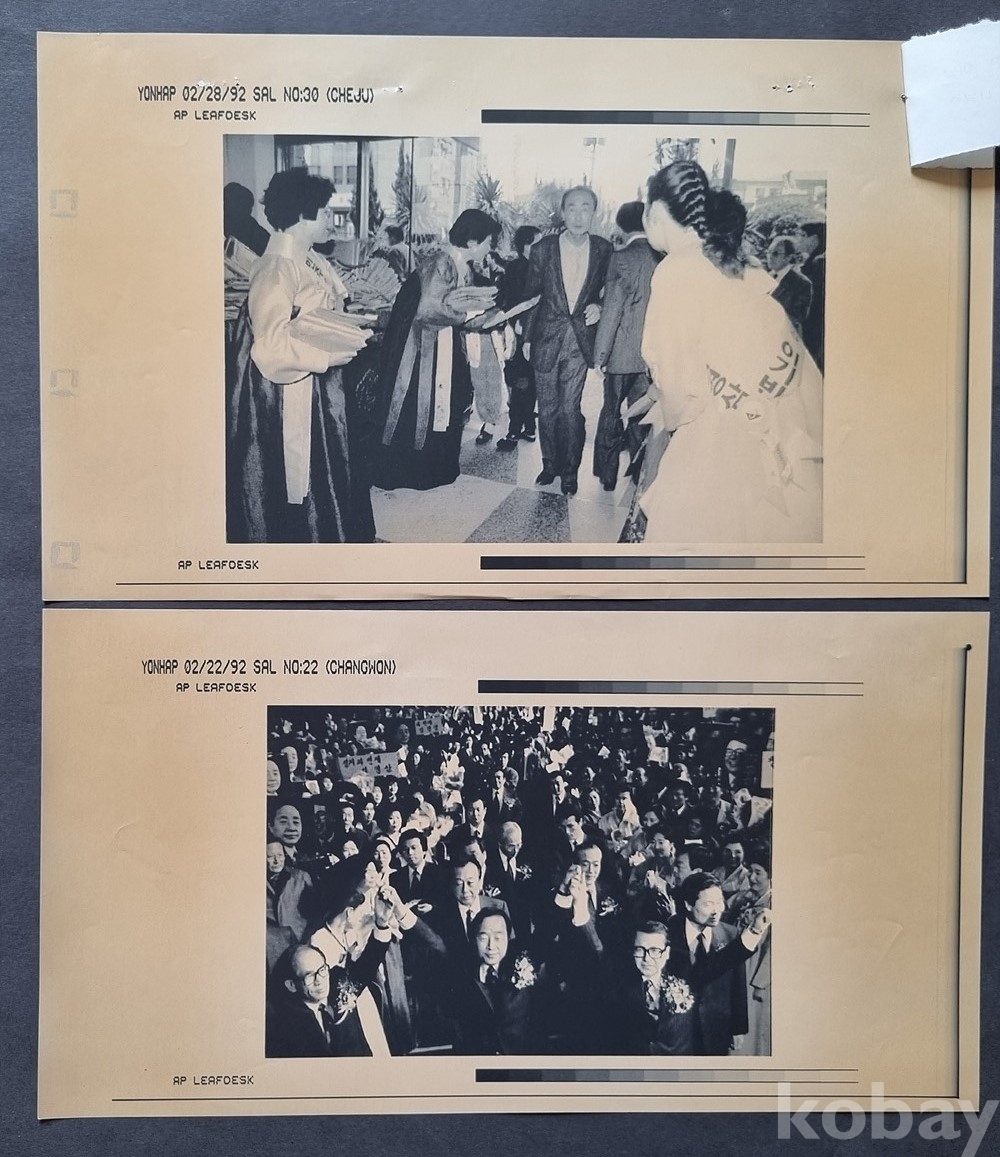 YONHAP 02/28/92 SAL NO:30 (CHEJU)
AP LEAFDESK
AP LEAFDESK
YONHAP 02/22/92 SAL NO:22 (CHANGWON)
AP LEAFDESK
AP LEAFDESK
kobay